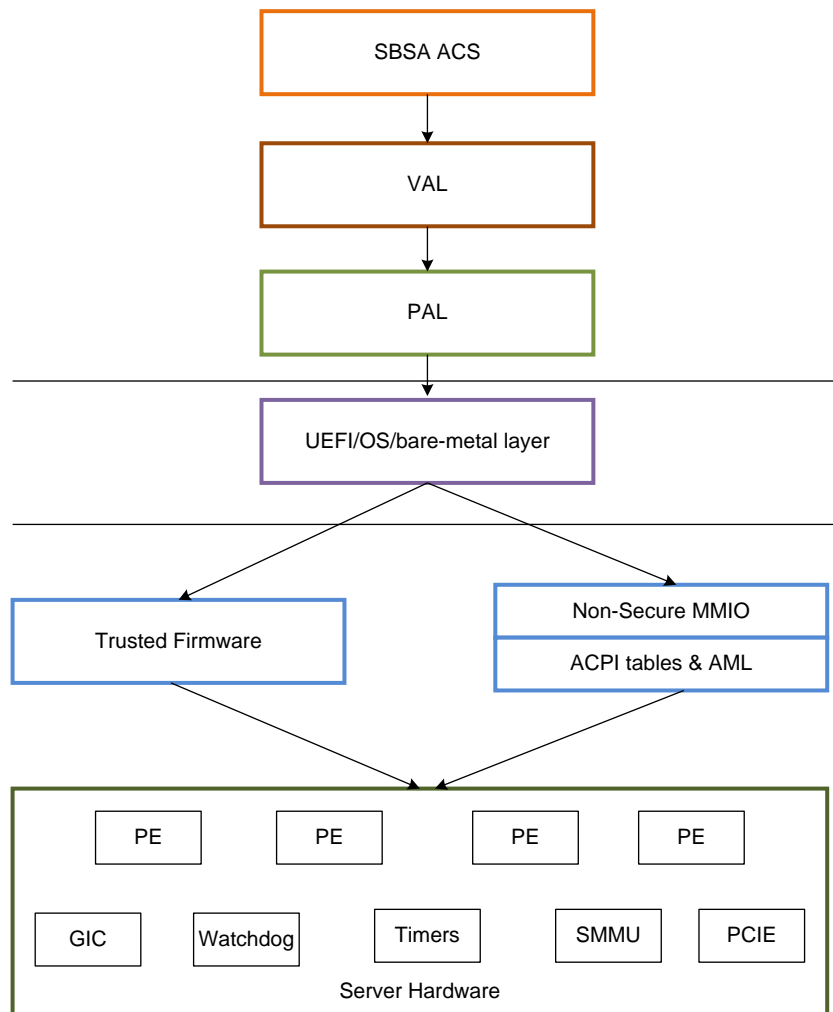 SBSA ACS
VAL
PAL
UEFI/OS/bare-metal layer
Trusted Firmware
Non-Secure MMIO
ACPI tables & AML
PE
PE
PE
PE
GIC
Watchdog
Timers
SMMU
PCIE
Server Hardware